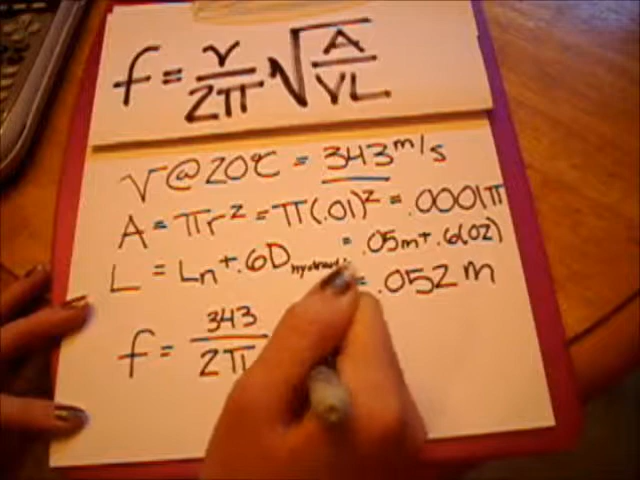 f = v/2π √A/VL
V@20°C = 343 m/s
A = πr² = π(.01)² = .0001π
L = Ln + .6D = .05m + .6(.02)
= .052 m
f = 343/2π